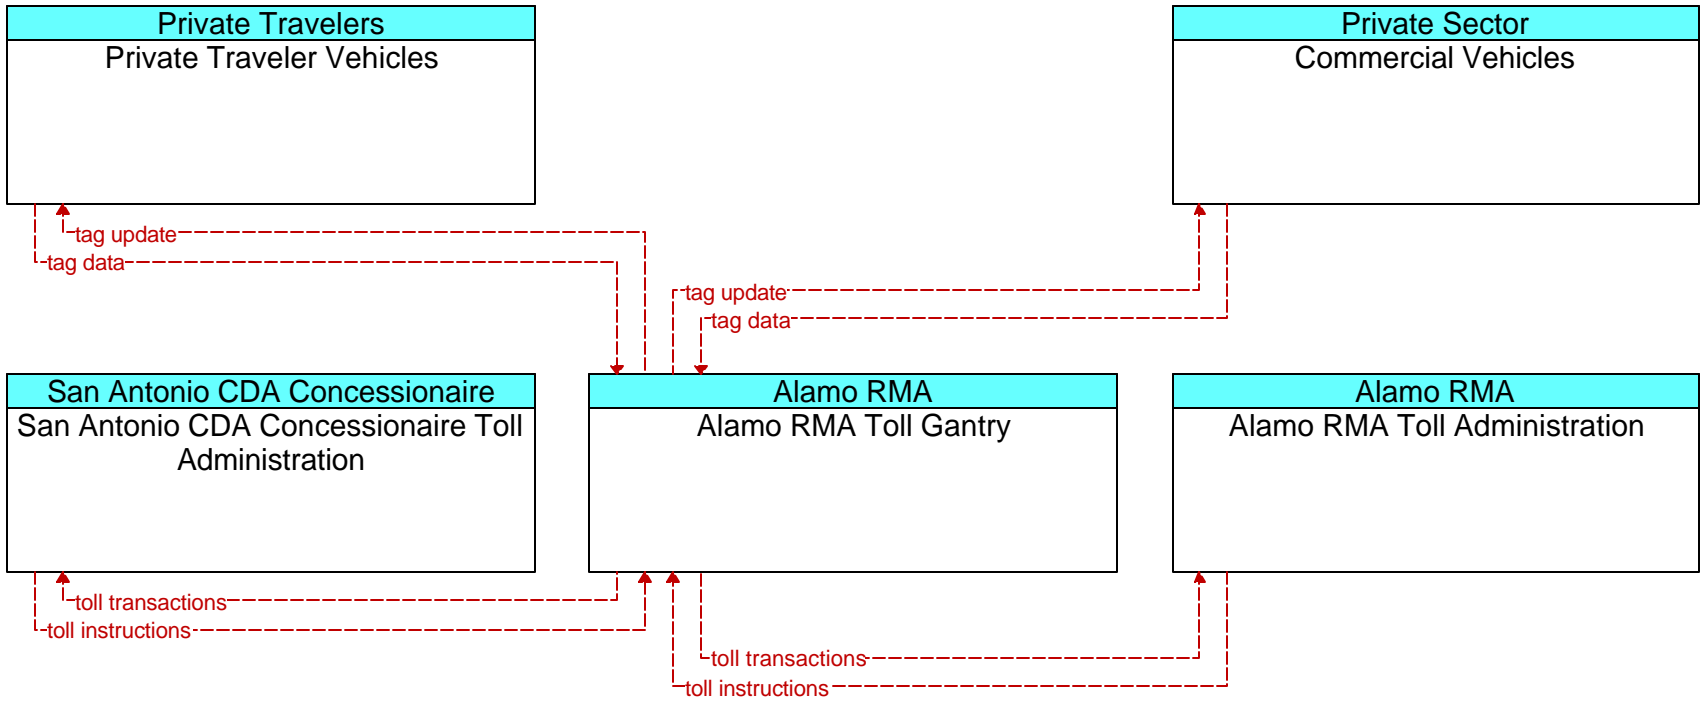 Private Travelers
Private Traveler Vehicles
Private Sector
Commercial Vehicles
tag update
tag data
tag update
tag data
San Antonio CDA Concessionaire
San Antonio CDA Concessionaire Toll
Administration
Alamo RMA
Alamo RMA Toll Gantry
Alamo RMA
Alamo RMA Toll Administration
toll transactions
toll instructions
toll transactions
toll instructions